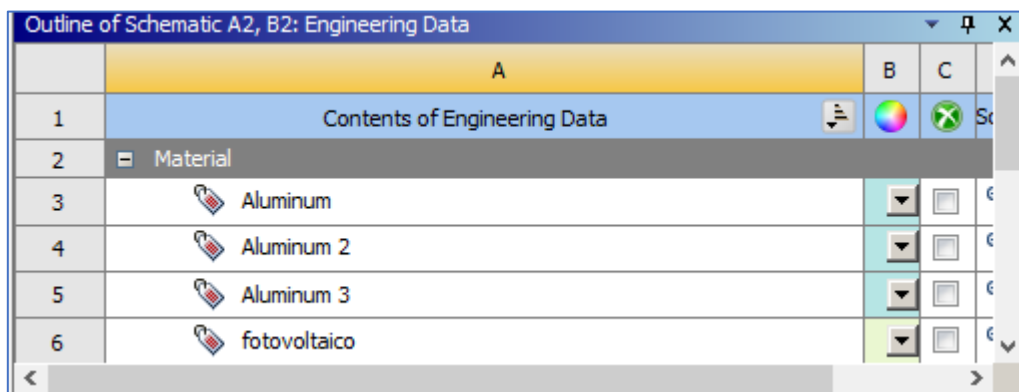 Outline of Schematic A2, B2: Engineering Data
A B C
1 Contents of Engineering Data
2 Material
3 Aluminum
4 Aluminum 2
5 Aluminum 3
6 fotovoltaico